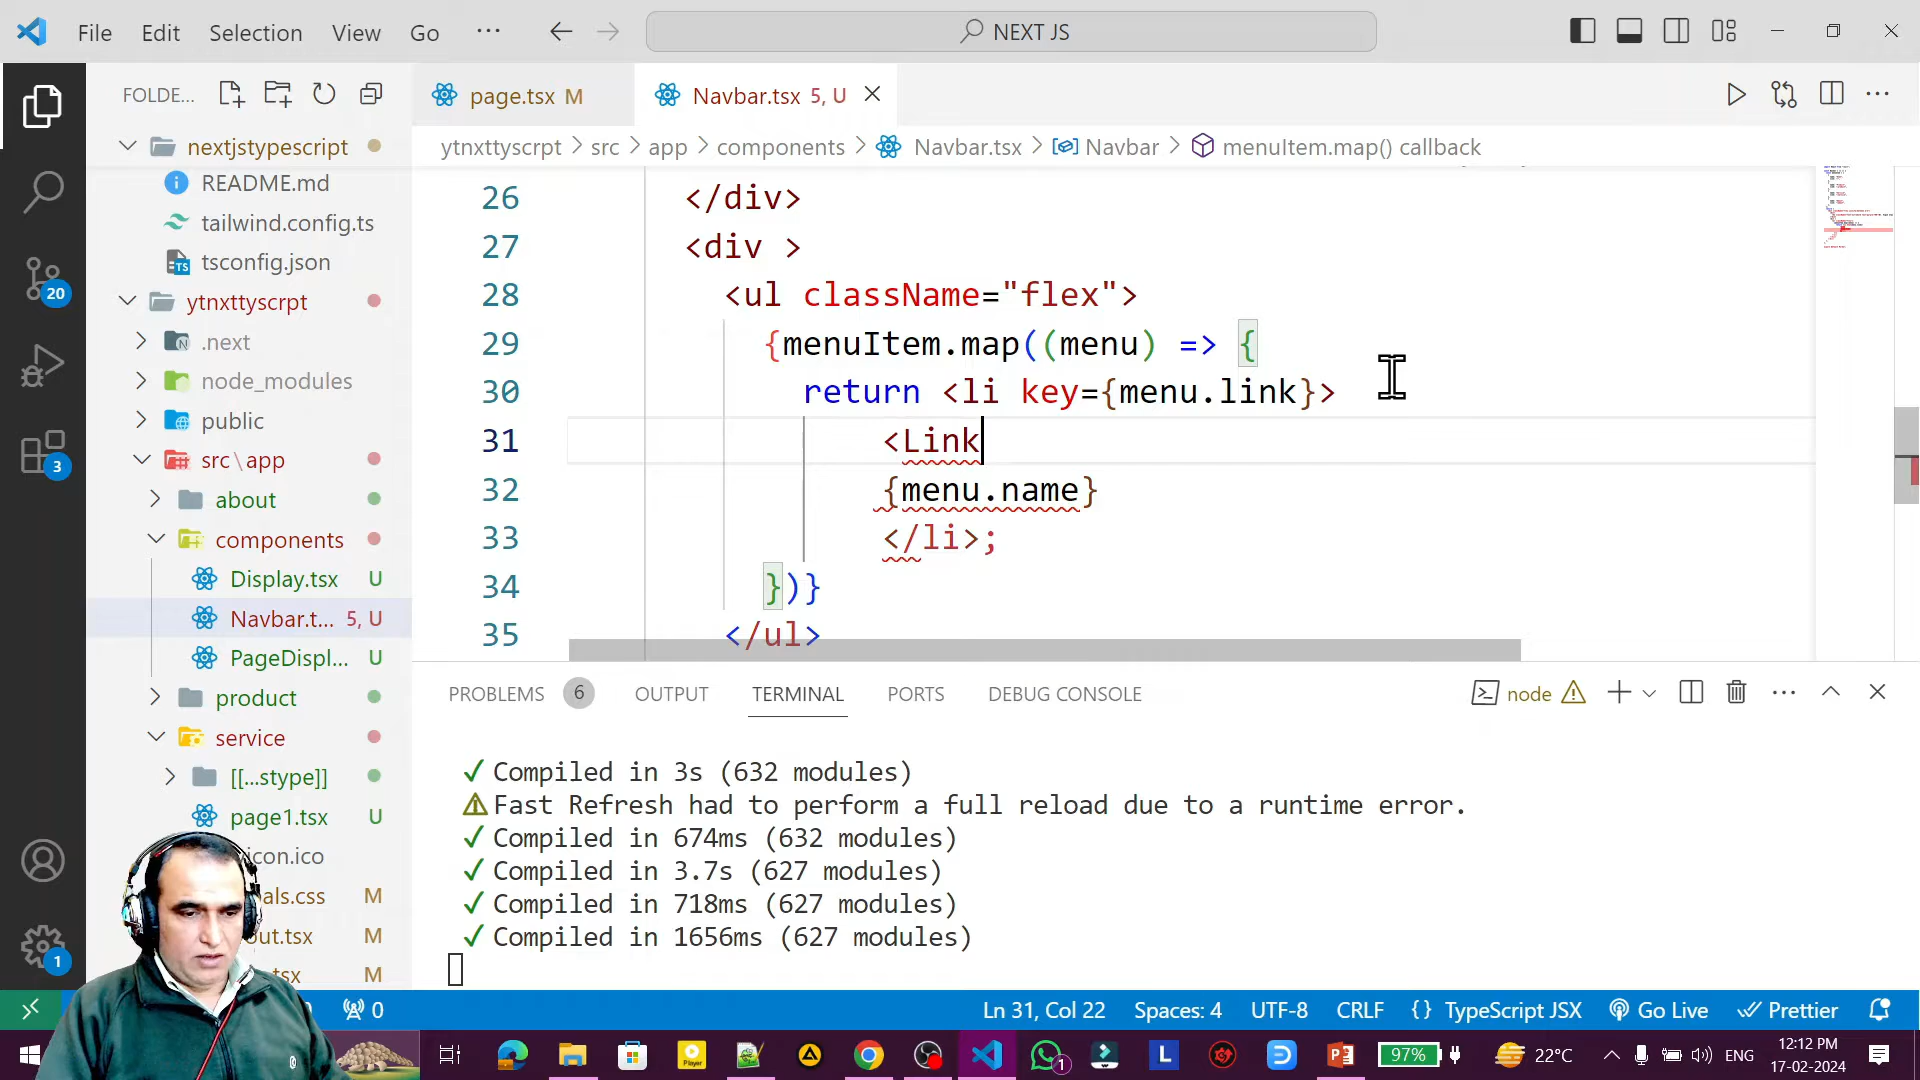 File Edit Selection View Go ... NEXT JS
FOLDE... page.tsx M Navbar.tsx 5, U
ytnxttyscrpt > src > app > components > Navbar.tsx > Navbar > menuItem.map() callback
nextjstypescript
README.md
tailwind.config.ts
tsconfig.json
ytnxttyscrpt
.next
node_modules
public
src\app
about
components
Display.tsx U
Navbar.t... 5, U
PageDispl... U
product
service
[[...stype]]
page1.tsx U
icon.ico
als.css M
out.tsx M
.tsx M
20
3
1
26 </div>
27 <div >
28 <ul className="flex">
29 {menuItem.map((menu) => {
30 return <li key={menu.link}>
31 <Link
32 {menu.name}
33 </li>;
34 })}
35 </ul>
PROBLEMS 6 OUTPUT TERMINAL PORTS DEBUG CONSOLE node
✓ Compiled in 3s (632 modules)
⚠ Fast Refresh had to perform a full reload due to a runtime error.
✓ Compiled in 674ms (632 modules)
✓ Compiled in 3.7s (627 modules)
✓ Compiled in 718ms (627 modules)
✓ Compiled in 1656ms (627 modules)
0 Ln 31, Col 22 Spaces: 4 UTF-8 CRLF {} TypeScript JSX Go Live Prettier
97% 22°C ENG 12:12 PM
17-02-2024